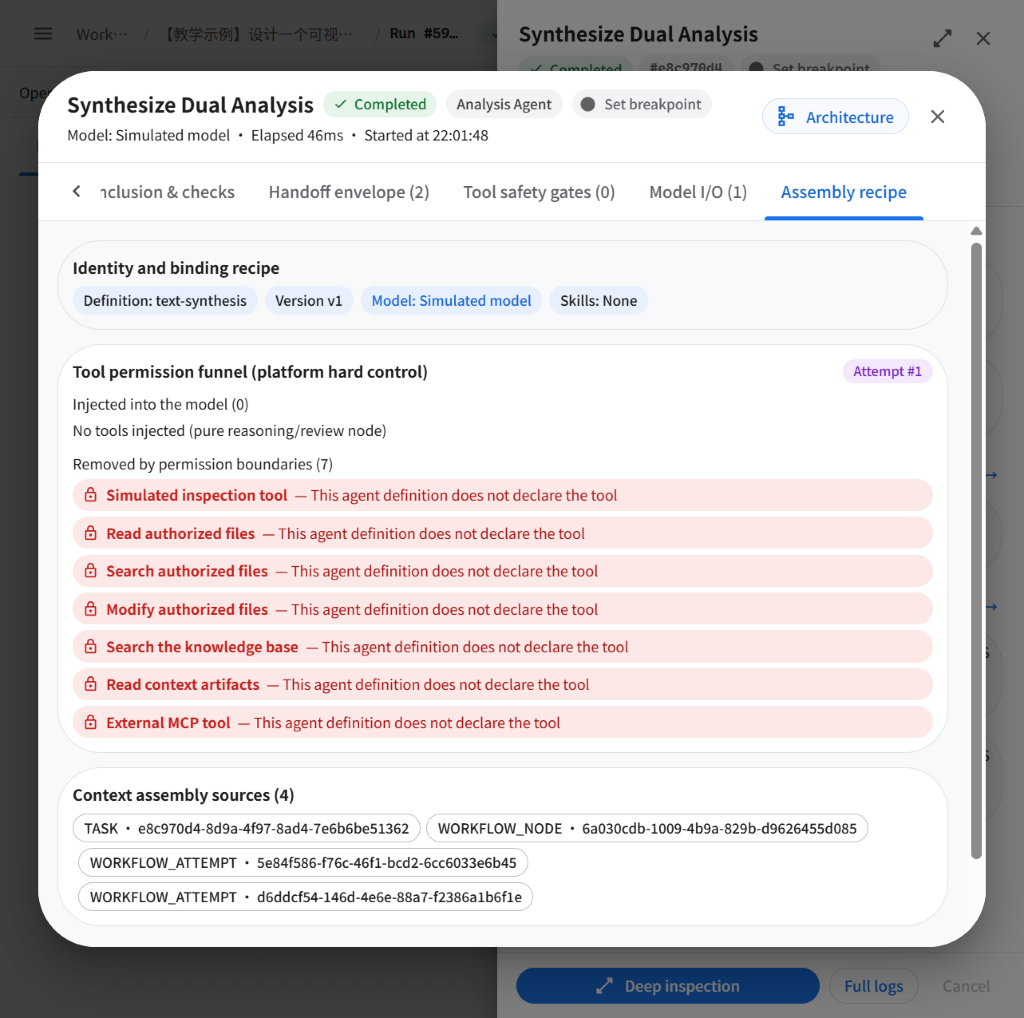 Work···
/
【教学示例】设计一个可视···
/
Run #59...
Synthesize Dual Analysis
Completed
#e8c970d4
Set breakpoint
Synthesize Dual Analysis
Completed
Analysis Agent
Set breakpoint
Architecture
Model: Simulated model • Elapsed 46ms • Started at 22:01:48
nclusion & checks
Handoff envelope (2)
Tool safety gates (0)
Model I/O (1)
Assembly recipe
Identity and binding recipe
Definition: text-synthesis
Version v1
Model: Simulated model
Skills: None
Tool permission funnel (platform hard control)
Attempt #1
Injected into the model (0)
No tools injected (pure reasoning/review node)
Removed by permission boundaries (7)
Simulated inspection tool — This agent definition does not declare the tool
Read authorized files — This agent definition does not declare the tool
Search authorized files — This agent definition does not declare the tool
Modify authorized files — This agent definition does not declare the tool
Search the knowledge base — This agent definition does not declare the tool
Read context artifacts — This agent definition does not declare the tool
External MCP tool — This agent definition does not declare the tool
Context assembly sources (4)
TASK • e8c970d4-8d9a-4f97-8ad4-7e6b6be51362
WORKFLOW_NODE • 6a030cdb-1009-4b9a-829b-d9626455d085
WORKFLOW_ATTEMPT • 5e84f586-f76c-46f1-bcd2-6cc6033e6b45
WORKFLOW_ATTEMPT • d6ddcf54-146d-4e6e-88a7-f2386a1b6f1e
Deep inspection
Full logs
Cancel